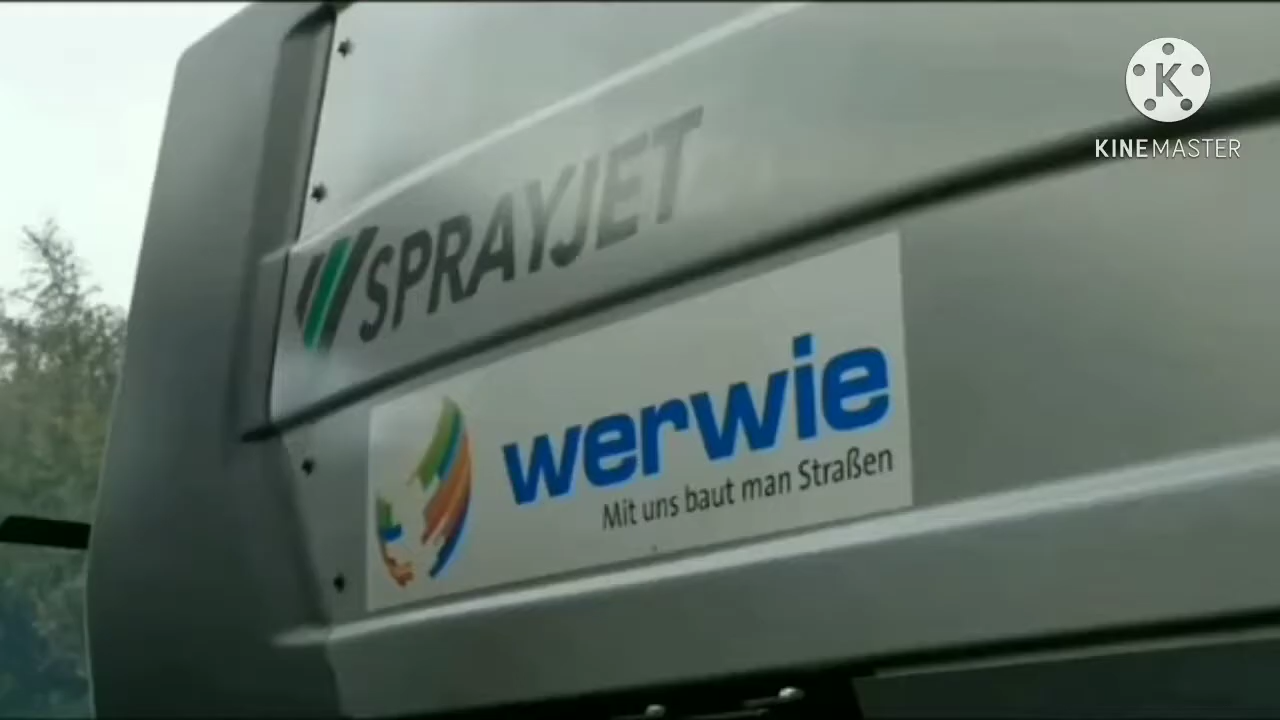 K
KINEMASTER
SPRAYJET
werwie
Mit uns baut man Straßen